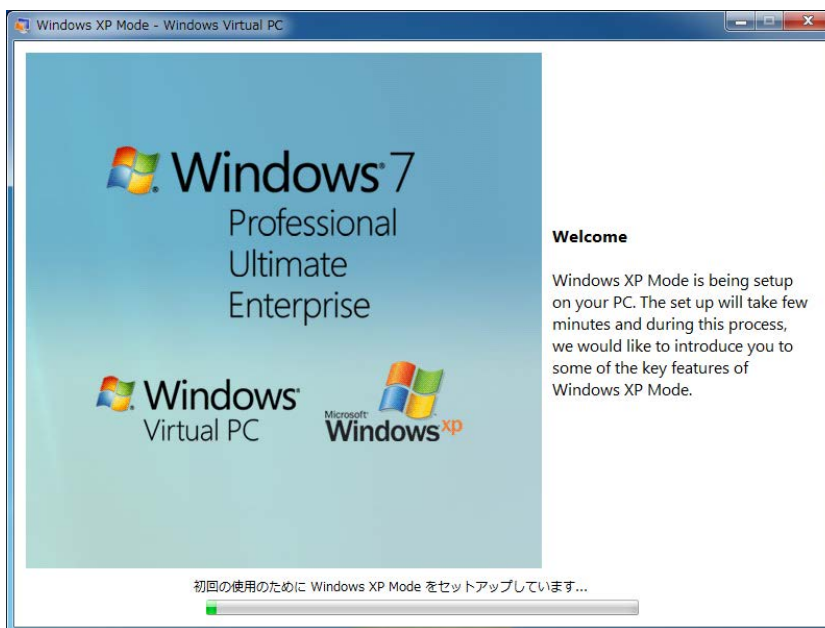 Windows XP Mode - Windows Virtual PC
Windows 7
Professional
Ultimate
Enterprise
Windows
Virtual PC
Microsoft
Windows xp
Welcome
Windows XP Mode is being setup
on your PC. The set up will take few
minutes and during this process,
we would like to introduce you to
some of the key features of
Windows XP Mode.
初回の使用のために Windows XP Mode をセットアップしています...